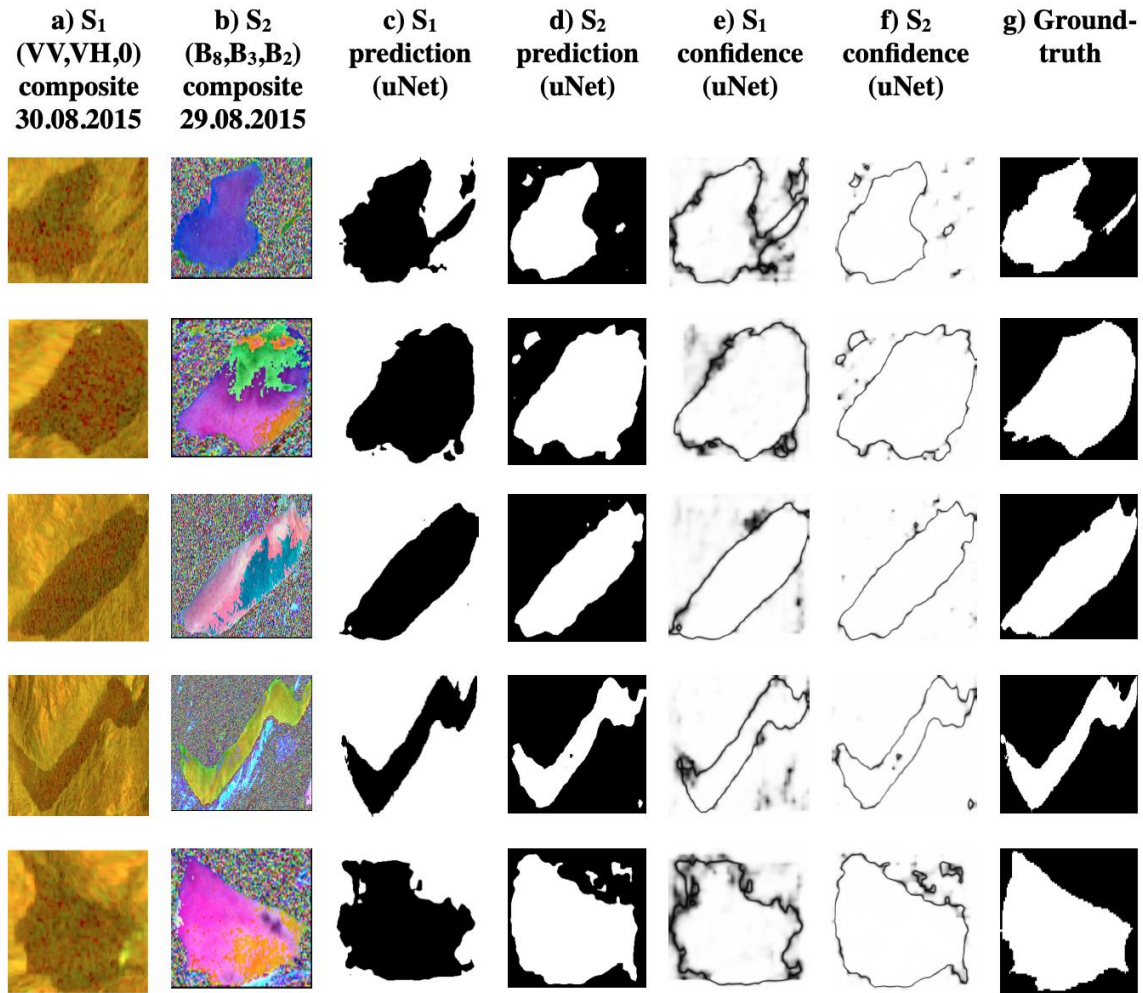 a) S₁
(VV,VH,0)
composite
30.08.2015
b) S₂
(B₈,B₃,B₂)
composite
29.08.2015
c) S₁
prediction
(uNet)
d) S₂
prediction
(uNet)
e) S₁
confidence
(uNet)
f) S₂
confidence
(uNet)
g) Ground-
truth